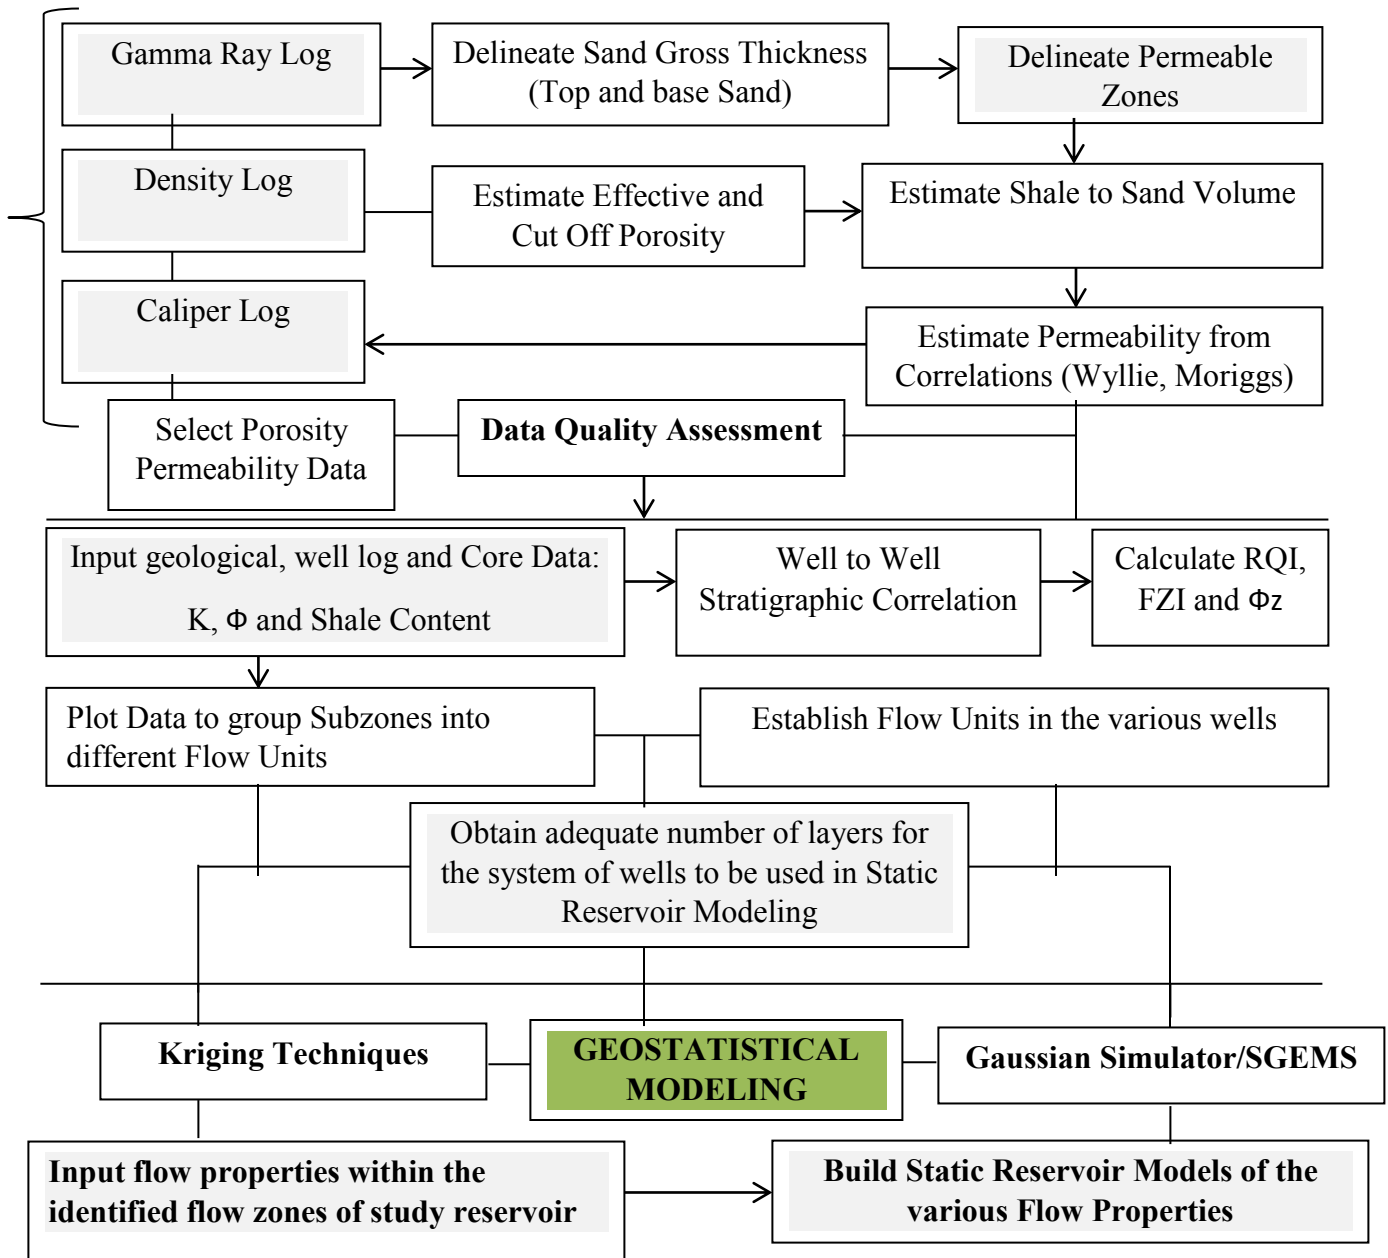 Gamma Ray Log
Delineate Sand Gross Thickness
(Top and base Sand)
Delineate Permeable
Zones
Density Log
Estimate Effective and
Cut Off Porosity
Estimate Shale to Sand Volume
Caliper Log
Estimate Permeability from
Correlations (Wyllie, Moriggs)
Select Porosity
Permeability Data
Data Quality Assessment
Input geological, well log and Core Data:
K, Φ and Shale Content
Well to Well
Stratigraphic Correlation
Calculate RQI,
FZI and Φz
Plot Data to group Subzones into
different Flow Units
Establish Flow Units in the various wells
Obtain adequate number of layers for
the system of wells to be used in Static
Reservoir Modeling
Kriging Techniques
GEOSTATISTICAL
MODELING
Gaussian Simulator/SGEMS
Input flow properties within the
identified flow zones of study reservoir
Build Static Reservoir Models of the
various Flow Properties